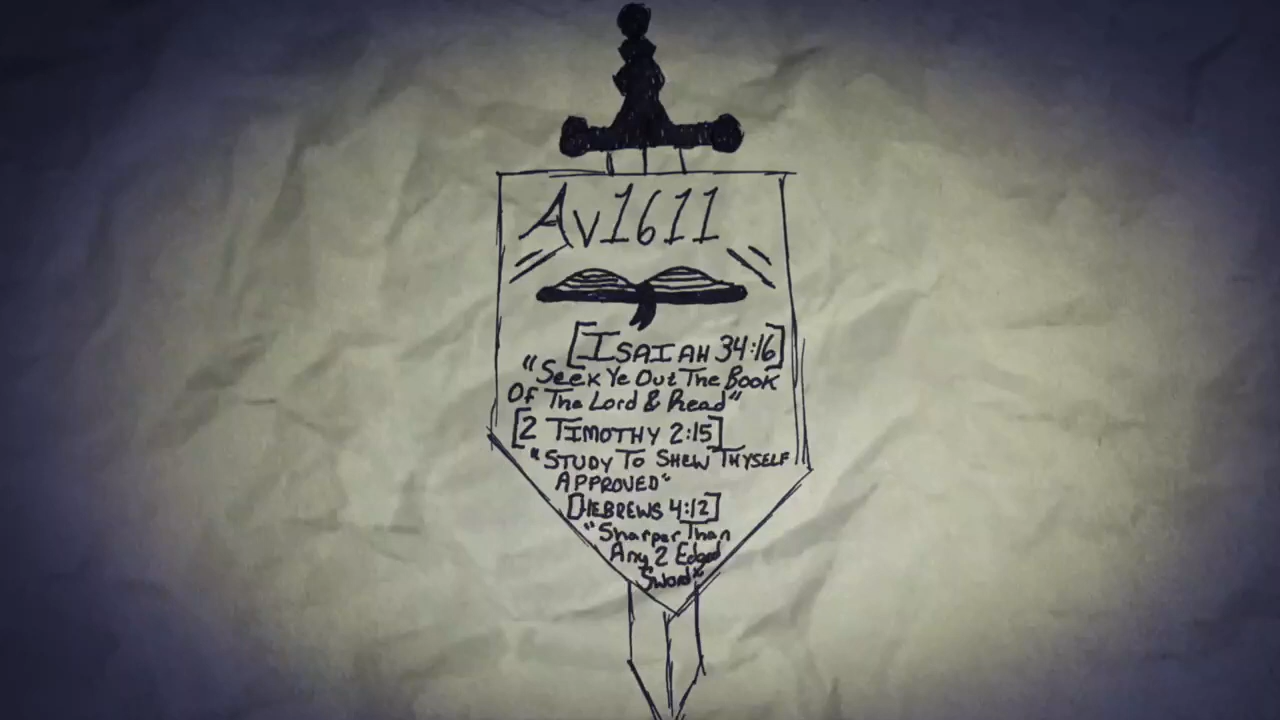 Av1611
[ISAIAH 34:16]
"Seek Ye Out The Book
Of The Lord & Read"
[2 TIMOTHY 2:15]
"STUDY TO SHEW THYSELF
APPROVED"
[HEBREWS 4:12]
"Sharper Than
Any 2 Edged
Sword"